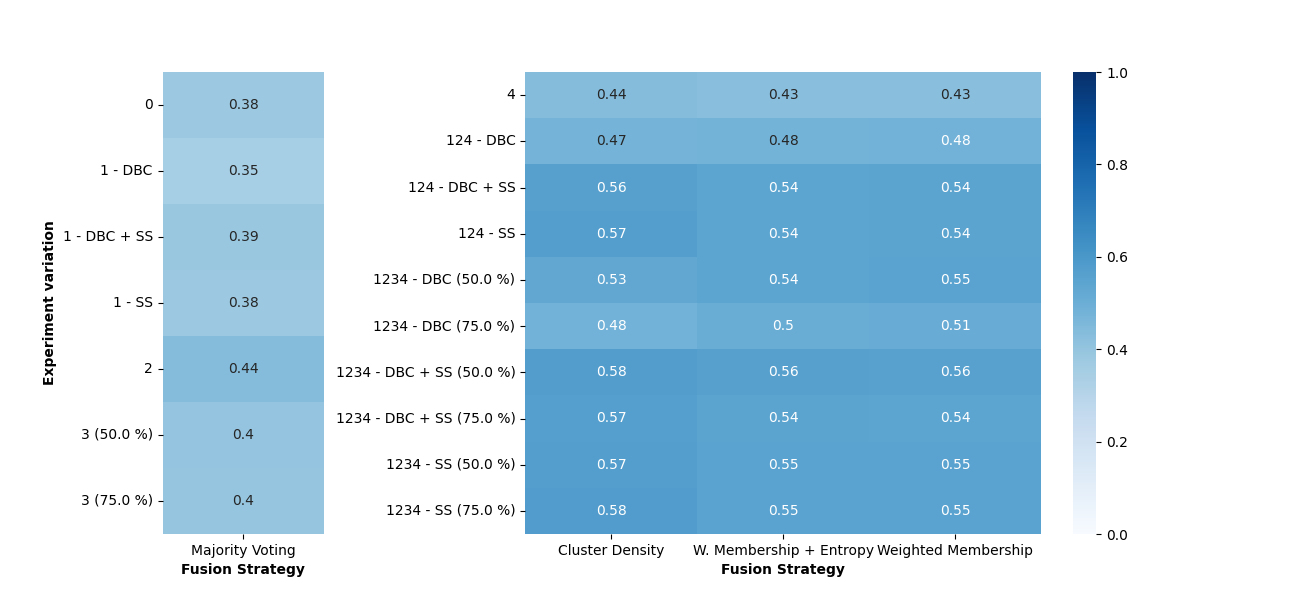 Experiment variation
0
0.38
1 - DBC
0.35
1 - DBC + SS
0.39
1 - SS
0.38
2
0.44
3 (50.0 %)
0.4
3 (75.0 %)
0.4
Majority Voting
Fusion Strategy
4
0.44 0.43 0.43
124 - DBC
0.47 0.48 0.48
124 - DBC + SS
0.56 0.54 0.54
124 - SS
0.57 0.54 0.54
1234 - DBC (50.0 %)
0.53 0.54 0.55
1234 - DBC (75.0 %)
0.48 0.5 0.51
1234 - DBC + SS (50.0 %)
0.58 0.56 0.56
1234 - DBC + SS (75.0 %)
0.57 0.54 0.54
1234 - SS (50.0 %)
0.57 0.55 0.55
1234 - SS (75.0 %)
0.58 0.55 0.55
Cluster Density W. Membership + Entropy Weighted Membership
Fusion Strategy
1.0
0.8
0.6
0.4
0.2
0.0